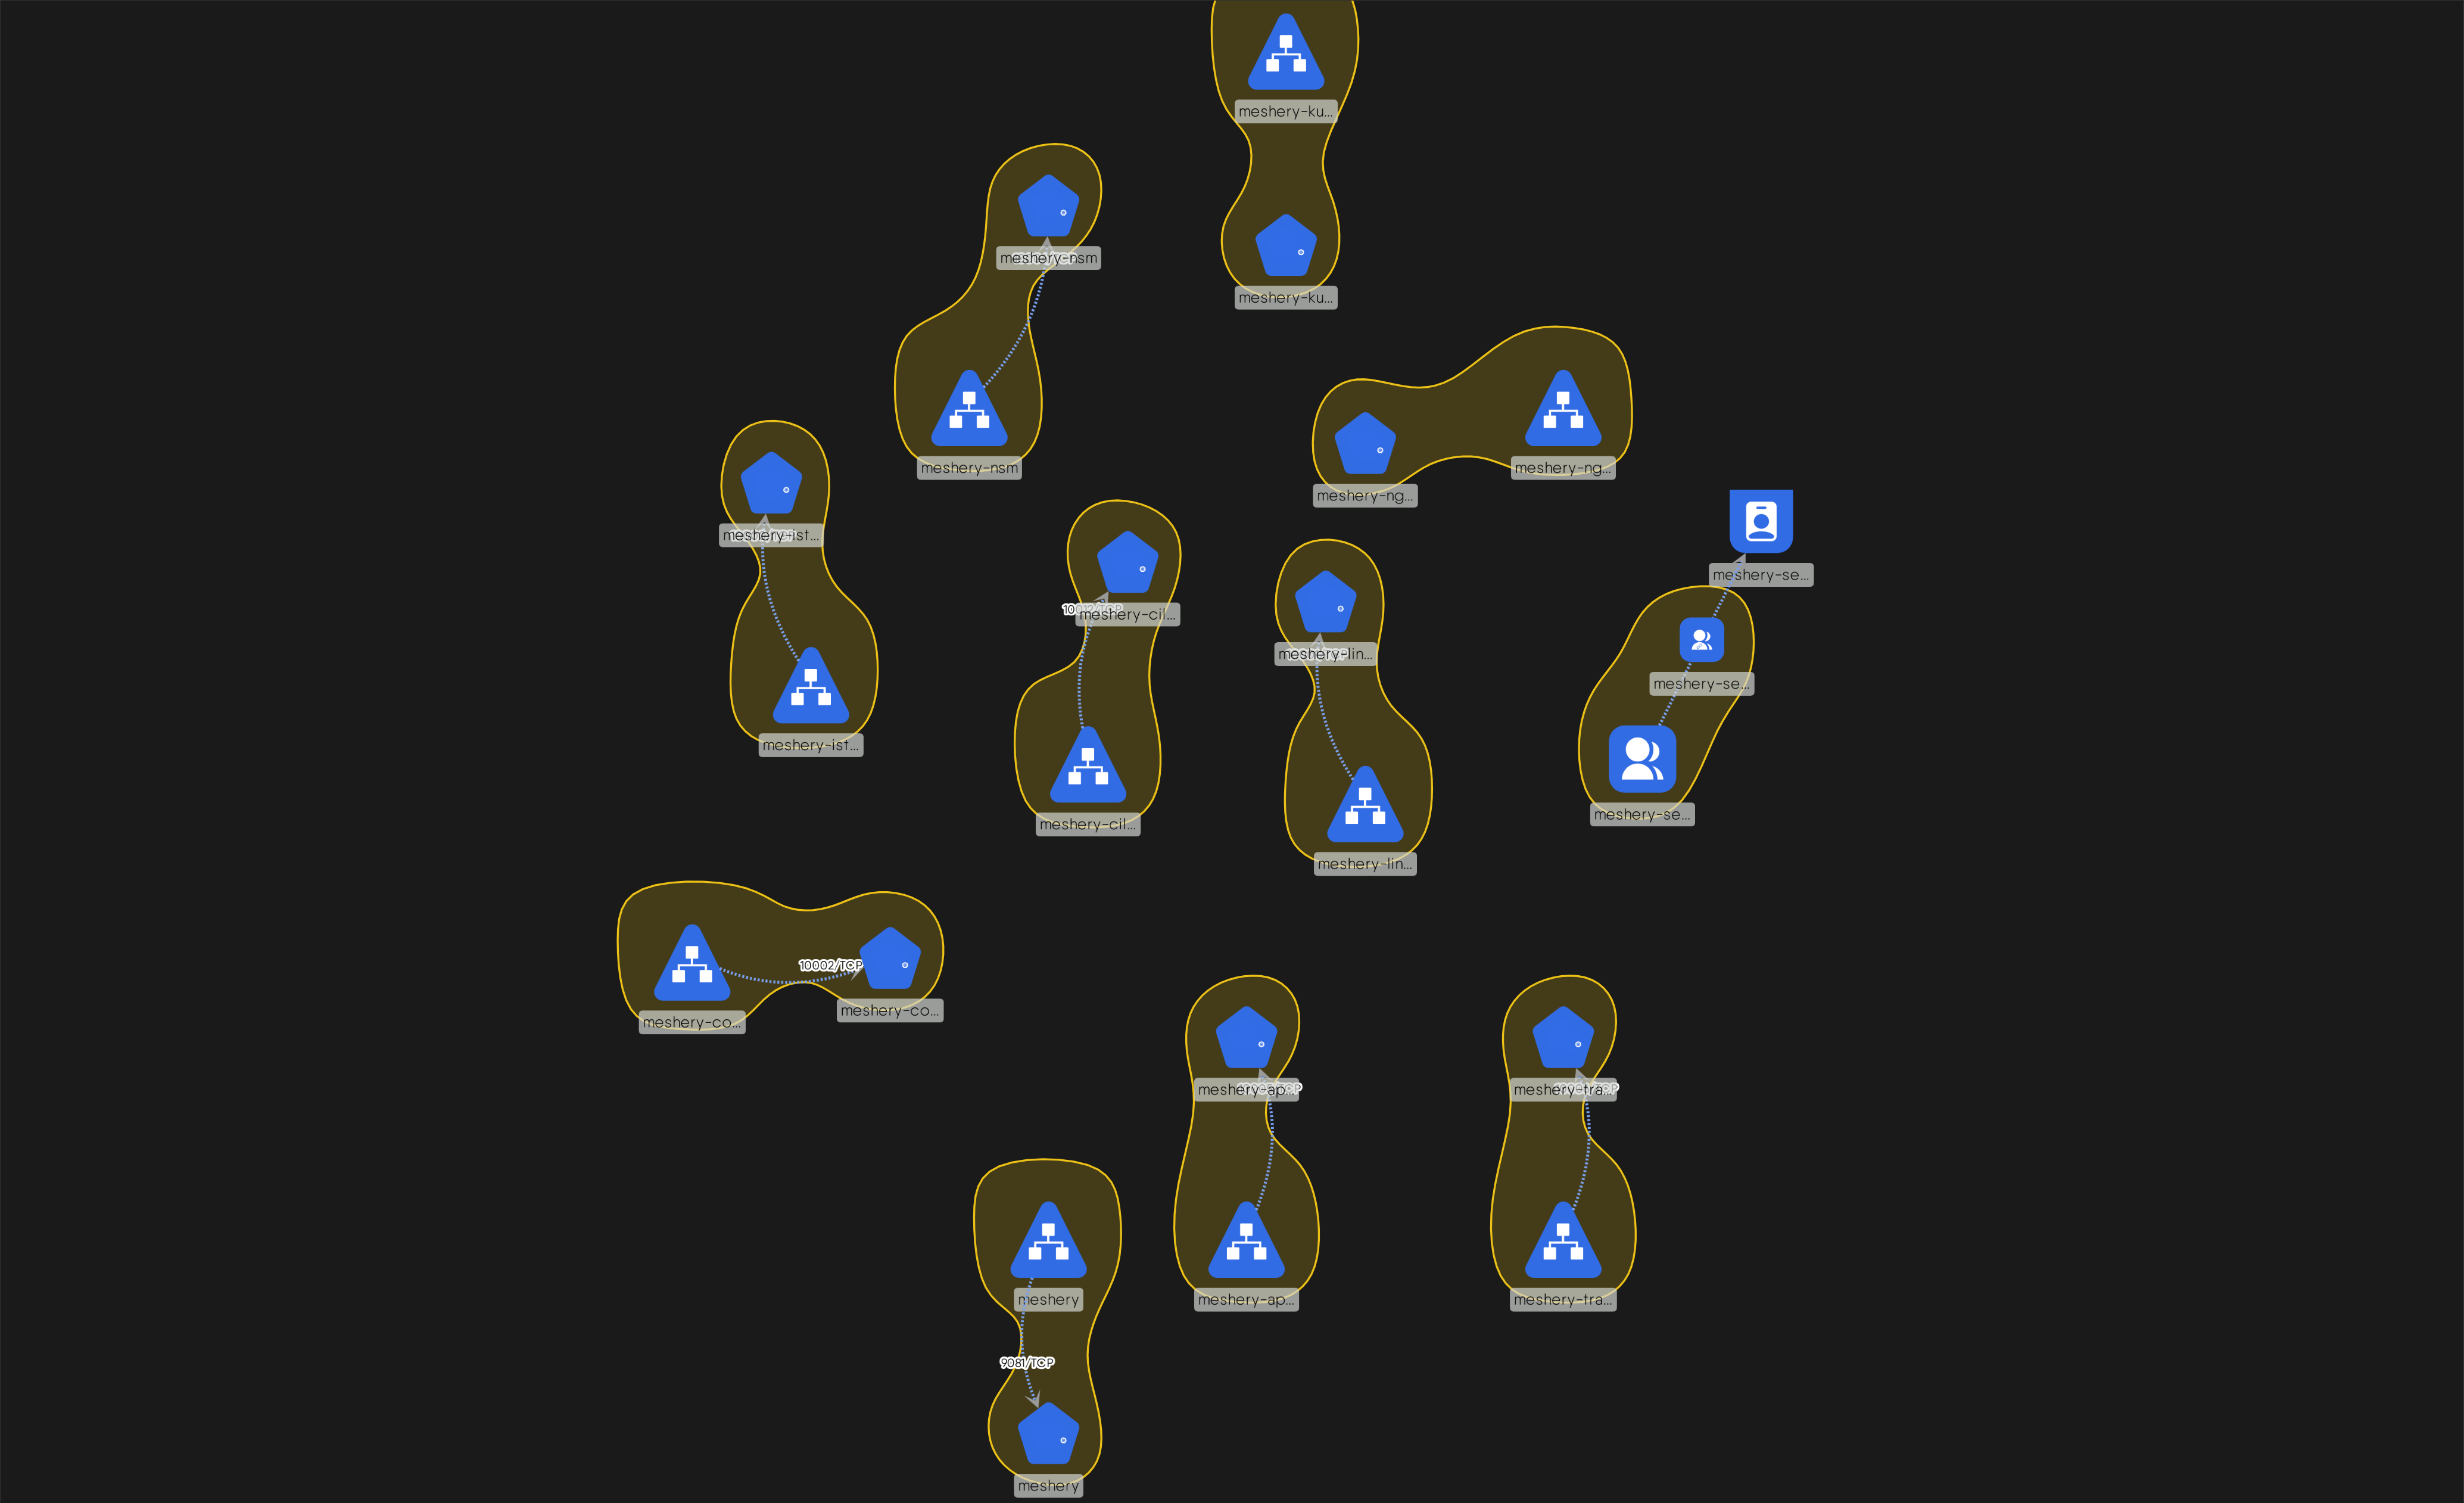 meshery-ku...
meshery-nsm
meshery-ku...
meshery-nsm
meshery-ng...
meshery-ng...
meshery-ist...
meshery-se...
meshery-cil...
meshery-lin...
meshery-se...
meshery-ist...
meshery-se...
meshery-cil...
meshery-lin...
10002/TCP
meshery-co...
meshery-co...
meshery-ap...
meshery-tra...
meshery
meshery-ap...
meshery-tra...
9081/TCP
meshery